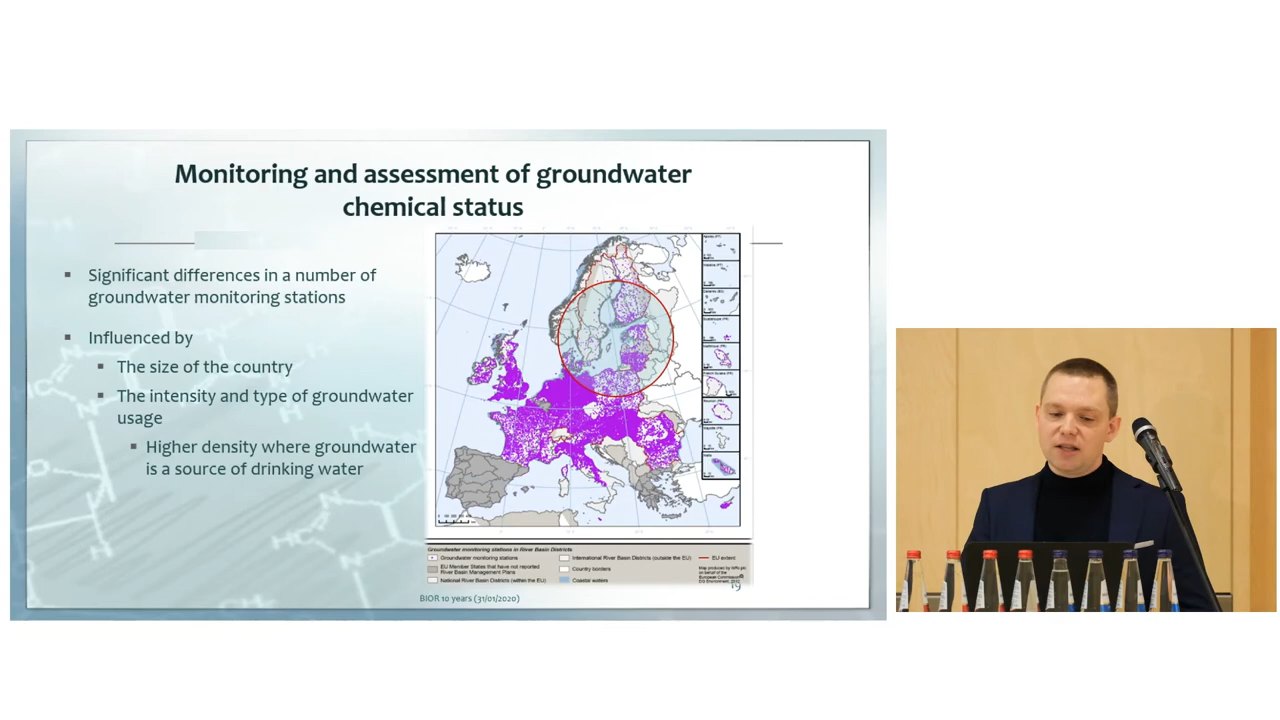 Monitoring and assessment of groundwater
chemical status
Significant differences in a number of
groundwater monitoring stations
Influenced by
The size of the country
The intensity and type of groundwater
usage
Higher density where groundwater
is a source of drinking water
Groundwater monitoring stations in River Basin Districts
Groundwater monitoring stations
EU Member States that have not reported
River Basin Management Plans
National River Basin Districts (within the EU)
International River Basin Districts (outside the EU)
Country borders
Coastal waters
EU extent
19
BIOR 10 years (31/01/2020)